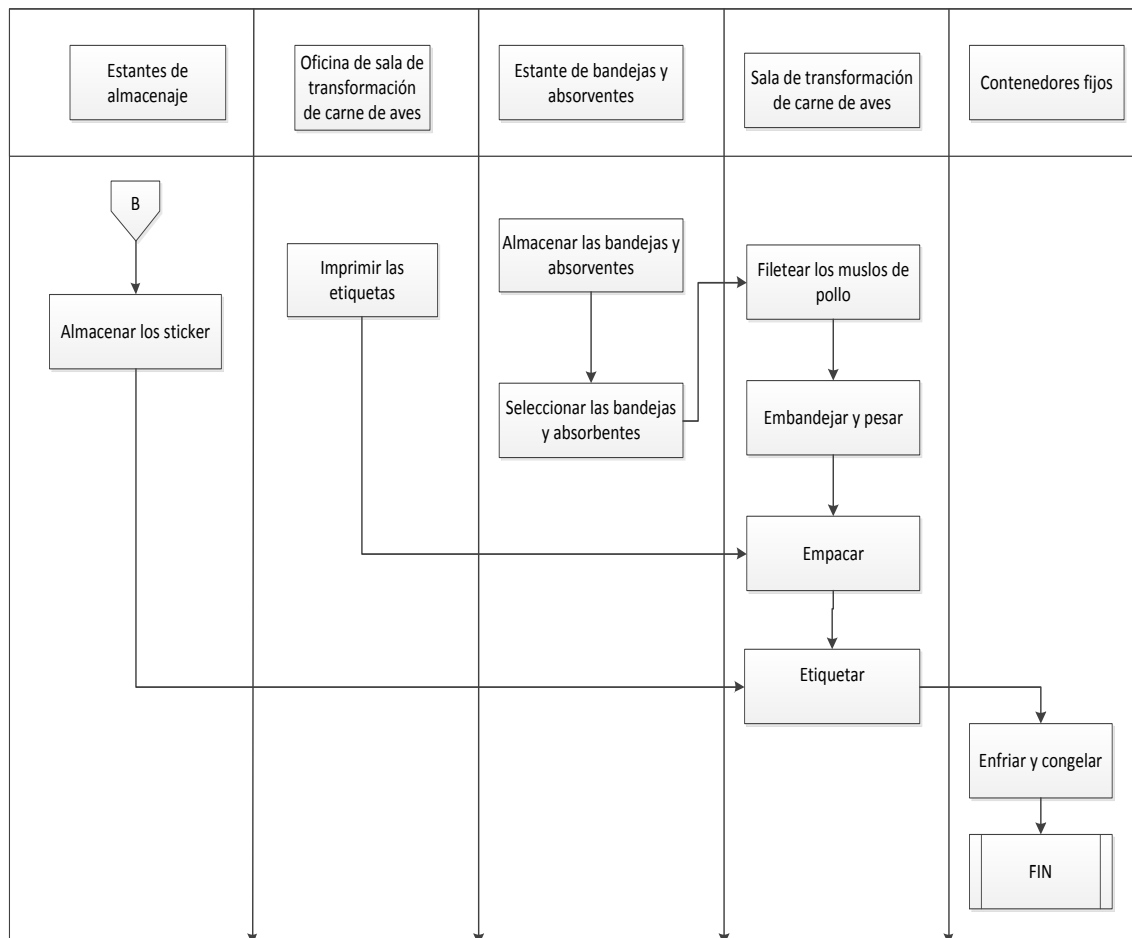 Estantes de
almacenaje
Oficina de sala de
transformación
de carne de aves
Estante de bandejas y
absorventes
Sala de transformación
de carne de aves
Contenedores fijos
B
Almacenar los sticker
Imprimir las
etiquetas
Almacenar las bandejas y
absorventes
Seleccionar las bandejas
y absorbentes
Filetear los muslos de
pollo
Embandejar y pesar
Empacar
Etiquetar
Enfriar y congelar
FIN